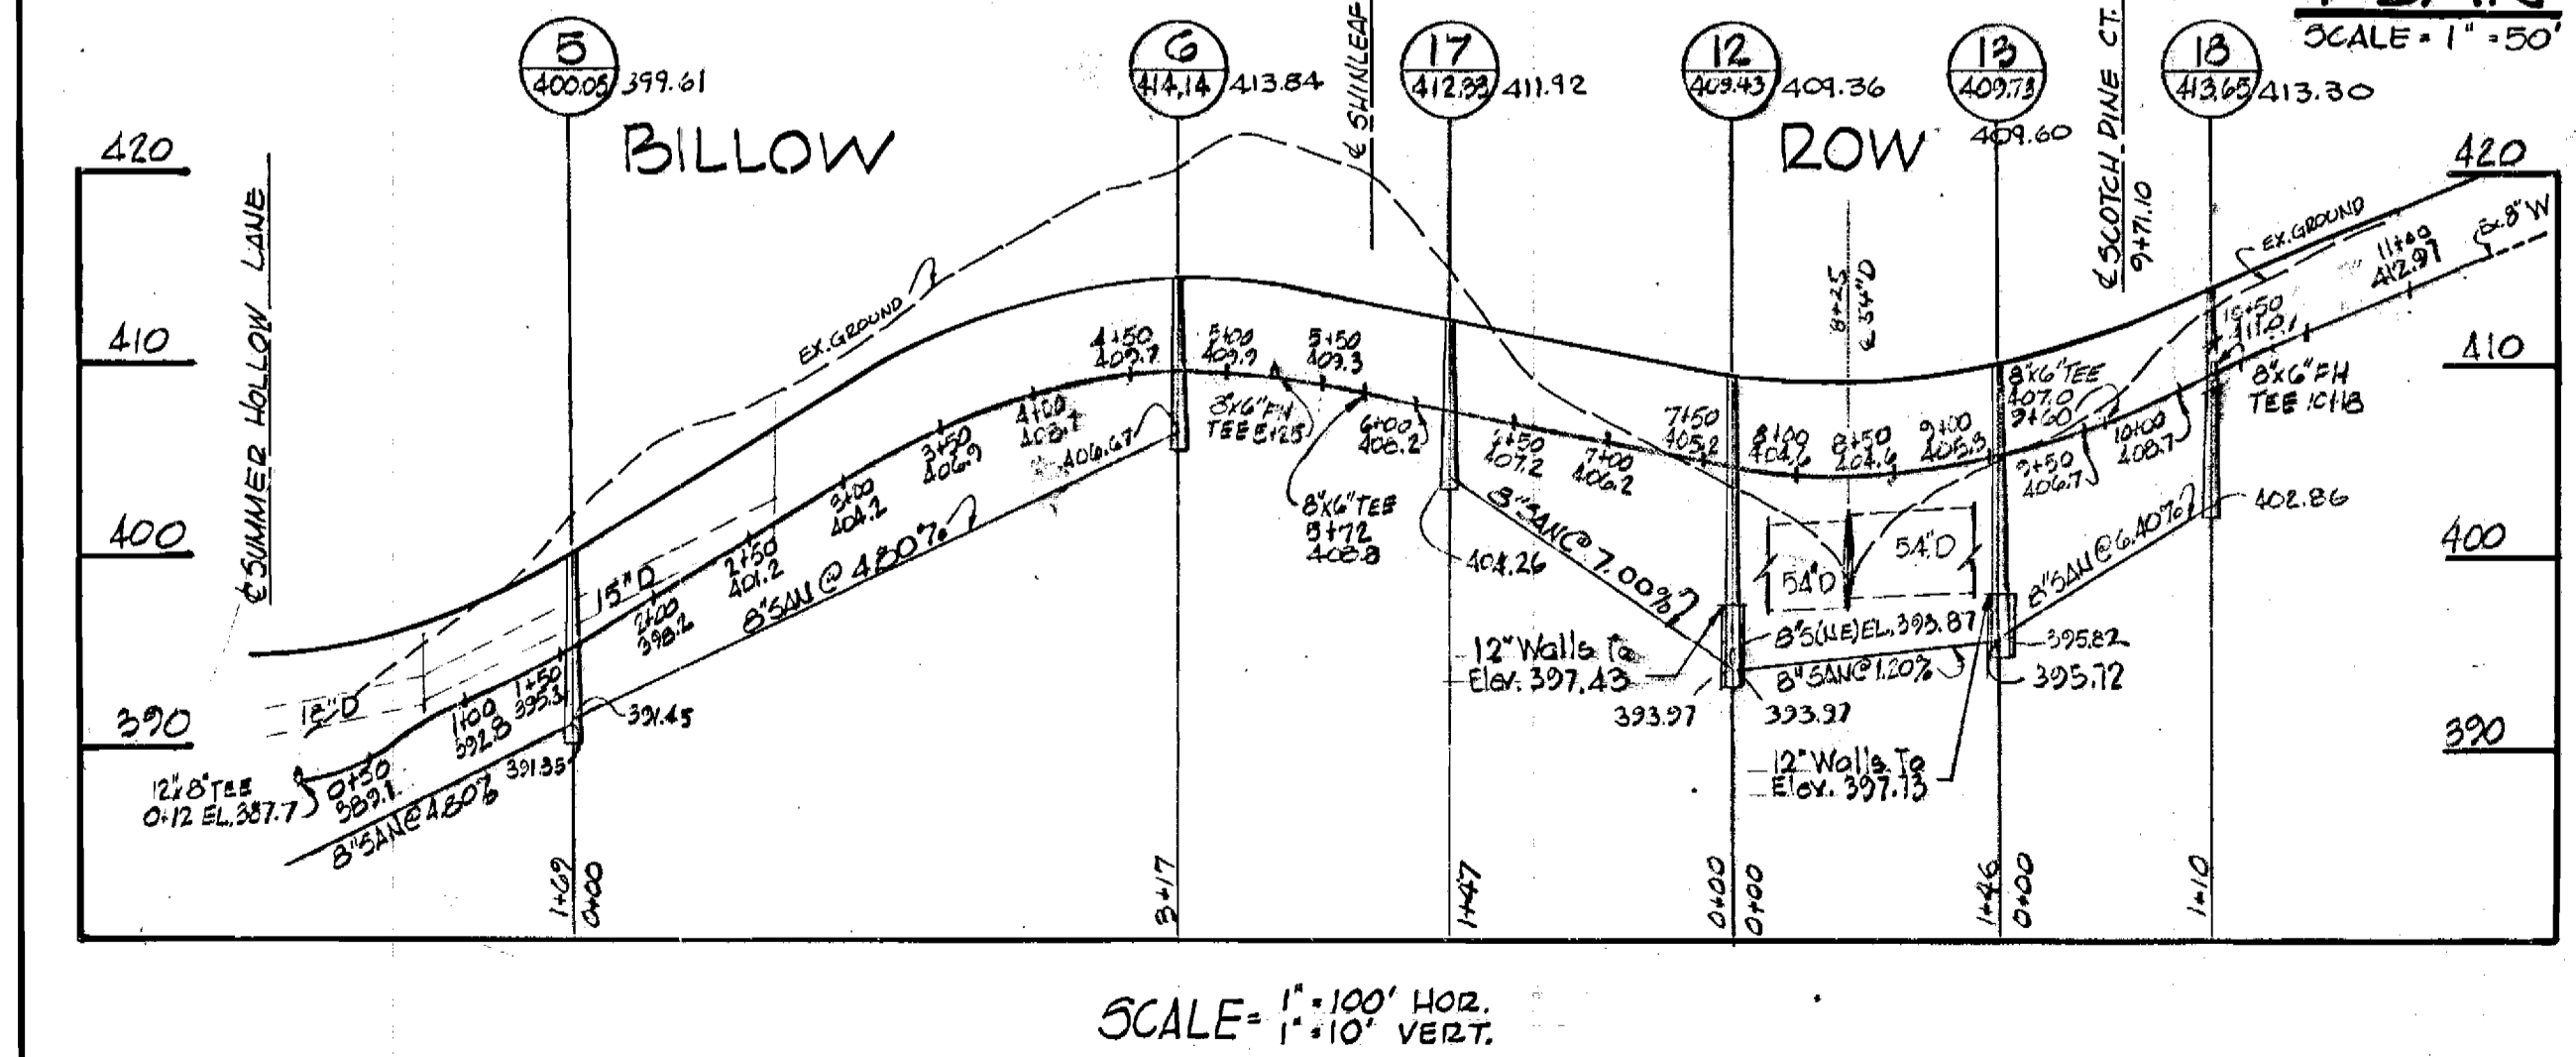 SCALE = 1" = 50'
5
400.05
399.61
6
414.14
413.84
17
412.33
411.92
12
409.43
409.36
13
409.73
409.60
18
413.65
413.30
BILLOW
ROW
℄ SUMMER HOLLOW LANE
℄ SHINLEAF
℄ SCOTCH PINE CT.
9+71.10
8+25
℄ 54"D
420
410
400
390
420
410
400
390
EX. GROUND
EX. GROUND
Ex. 8" W
12"x8" TEE
0+12 EL. 387.7
0+50
389.1
1+00
392.8
1+50
395.3
2+00
398.2
2+50
401.2
3+00
404.2
3+50
406.9
4+00
4+50
409.7
5+00
409.9
8"x6" FH
TEE 5+25
5+50
409.3
8"x6" TEE
5+72
408.8
6+00
408.2
6+50
407.2
7+00
406.2
7+50
405.2
8+00
404.6
8+50
404.6
9+00
405.3
8"x6" TEE
407.0
9+60
9+50
406.7
10+00
408.7
10+50
8"x6" FH
TEE 10+18
11+00
412.97
18"D
15"D
54"D
54"D
8" SAN @ 4.80%
8" SAN @ 4.80%
8" SAN @ 7.00%
8" SAN @ 1.20%
8" SAN @ 6.40%
8" S (NE) EL. 393.87
391.35
391.45
406.67
404.26
393.97
393.97
395.82
395.72
402.86
12" Walls To
Elev. 397.43
12" Walls To
Elev. 397.13
1+69
0+00
3+17
1+47
0+00
0+00
1+46
0+00
1+10
SCALE = 1" = 100' HOR.
1" = 10' VERT.